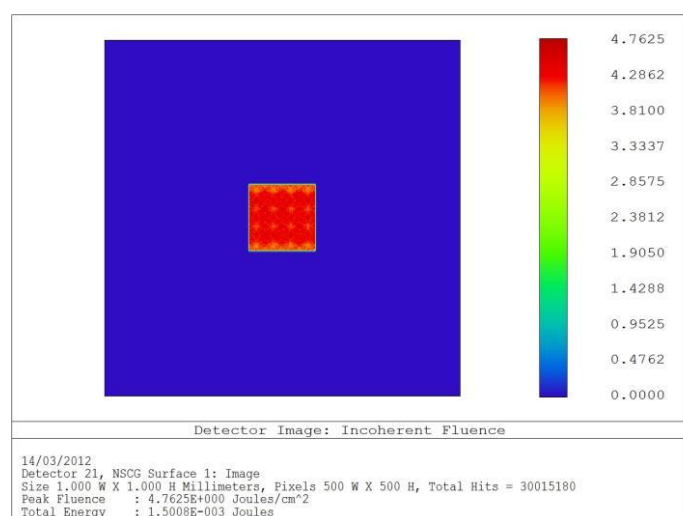 4.7625
4.2862
3.8100
3.3337
2.8575
2.3812
1.9050
1.4288
0.9525
0.4762
0.0000
Detector Image: Incoherent Fluence
14/03/2012
Detector 21, NSCG Surface 1: Image
Size 1.000 W X 1.000 H Millimeters, Pixels 500 W X 500 H, Total Hits = 30015180
Peak Fluence : 4.7625E+000 Joules/cm^2
Total Energy : 1.5008E-003 Joules